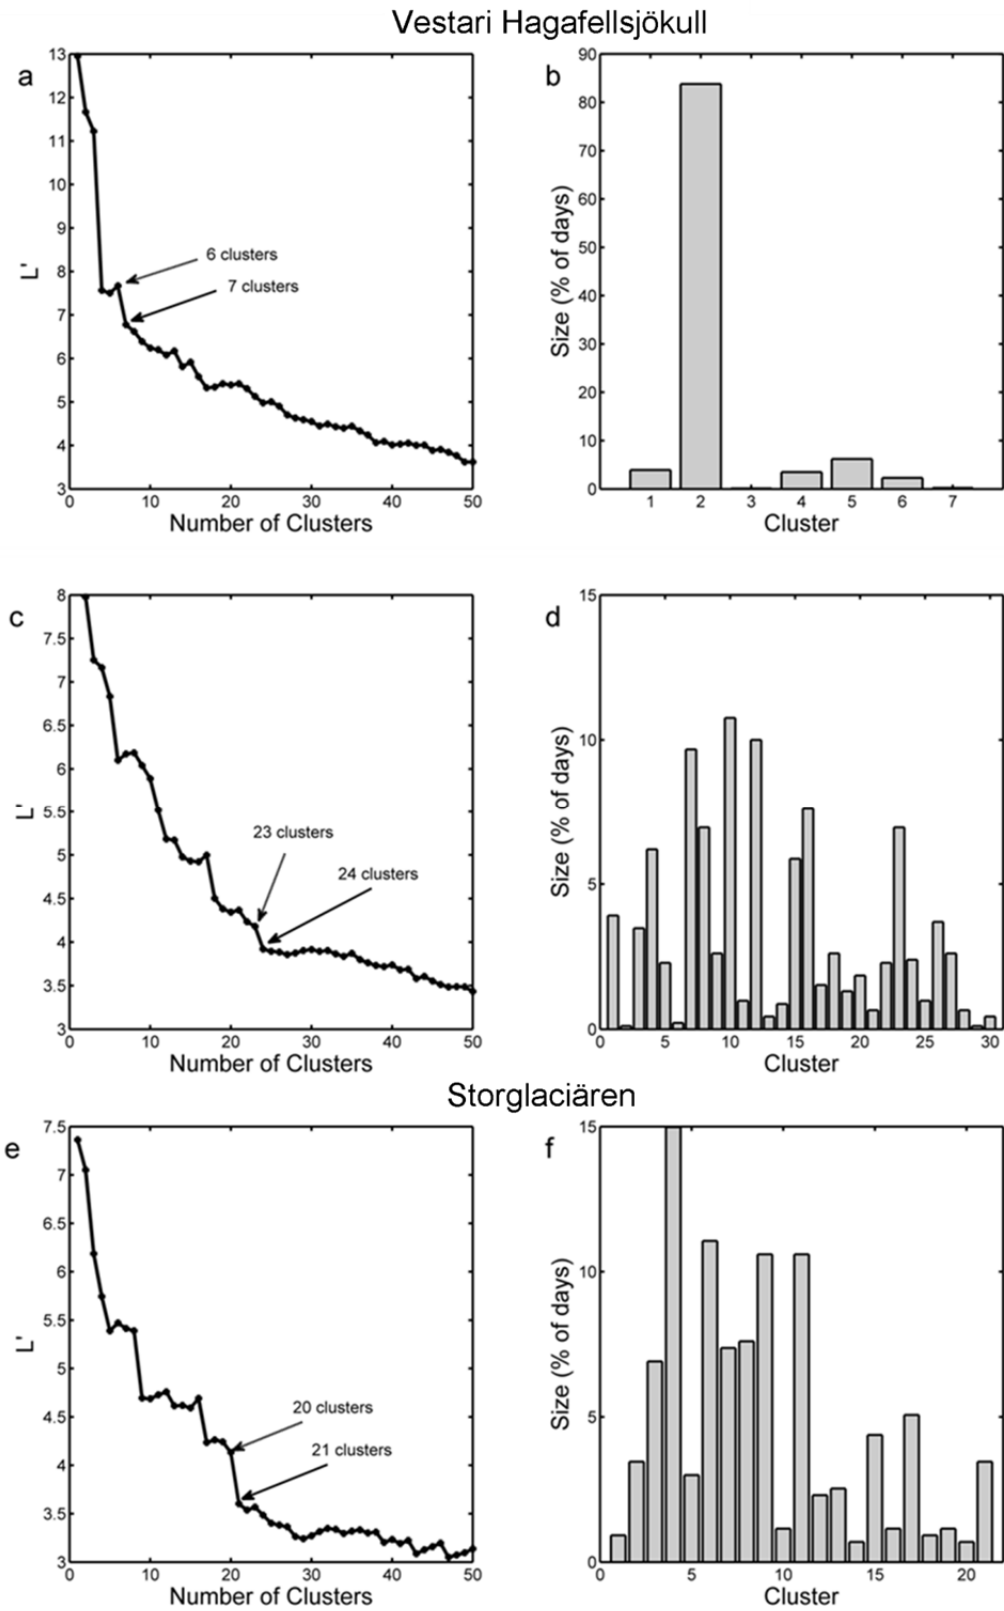 Vestari Hagafellsjökull
a
13
12
11
10
9
8
7
6
5
4
3
L'
6 clusters
7 clusters
0 10 20 30 40 50
Number of Clusters
b
90
80
70
60
50
40
30
20
10
0
Size (% of days)
1 2 3 4 5 6 7
Cluster
c
8
7.5
7
6.5
6
5.5
5
4.5
4
3.5
3
L'
23 clusters
24 clusters
0 10 20 30 40 50
Number of Clusters
d
15
10
5
0
Size (% of days)
0 5 10 15 20 25 30
Cluster
Storglaciären
e
7.5
7
6.5
6
5.5
5
4.5
4
3.5
3
L'
20 clusters
21 clusters
0 10 20 30 40 50
Number of Clusters
f
15
10
5
0
Size (% of days)
0 5 10 15 20
Cluster